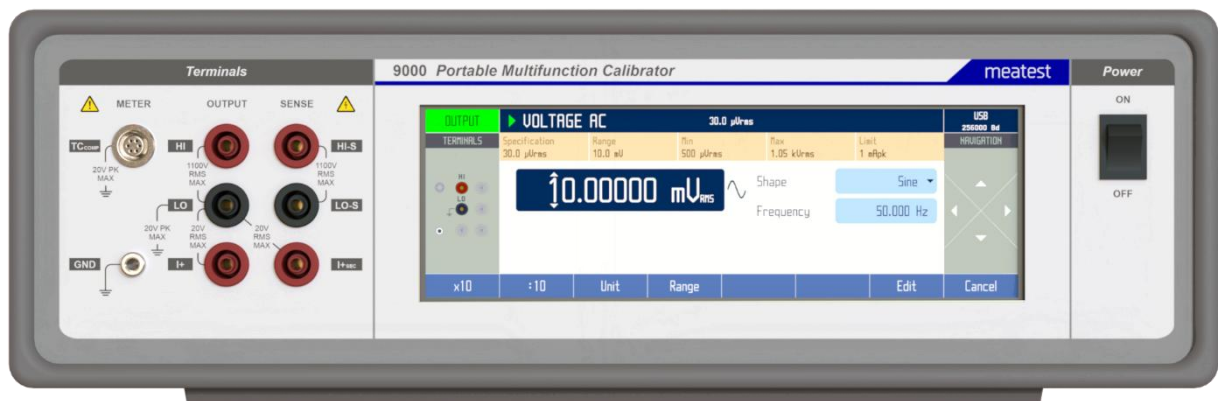 Terminals
METER OUTPUT SENSE
TCCOMP
HI
HI-S
20V PK
MAX
1100V
RMS
MAX
1100V
RMS
MAX
LO
LO-S
20V PK
MAX
20V
RMS
MAX
20V
RMS
MAX
GND
I+
9000 Portable Multifunction Calibrator
meatest
OUTPUT
VOLTAGE AC
30.0 µVrms
USB
256000 Bd
TERMINALS
Specification
30.0 µVrms
Range
10.0 mV
Min
500 µVrms
Max
1.05 kVrms
Limit
1 mApk
NAVIGATION
HI
LO
10.00000 mVRMS
Shape
Sine
Frequency
50.000 Hz
x10
:10
Unit
Range
Edit
Cancel
Power
ON
OFF